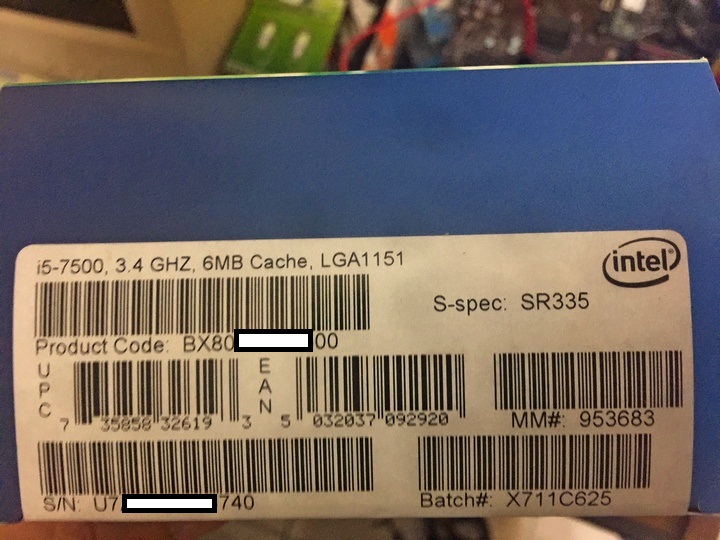 i5-7500, 3.4 GHZ, 6MB Cache, LGA1151
intel
S-spec: SR335
Product Code: BX80 00
UPC
7 35858 32619 3
EAN
5 032037 092920
MM#: 953683
S/N: U7 740
Batch#: X711C625